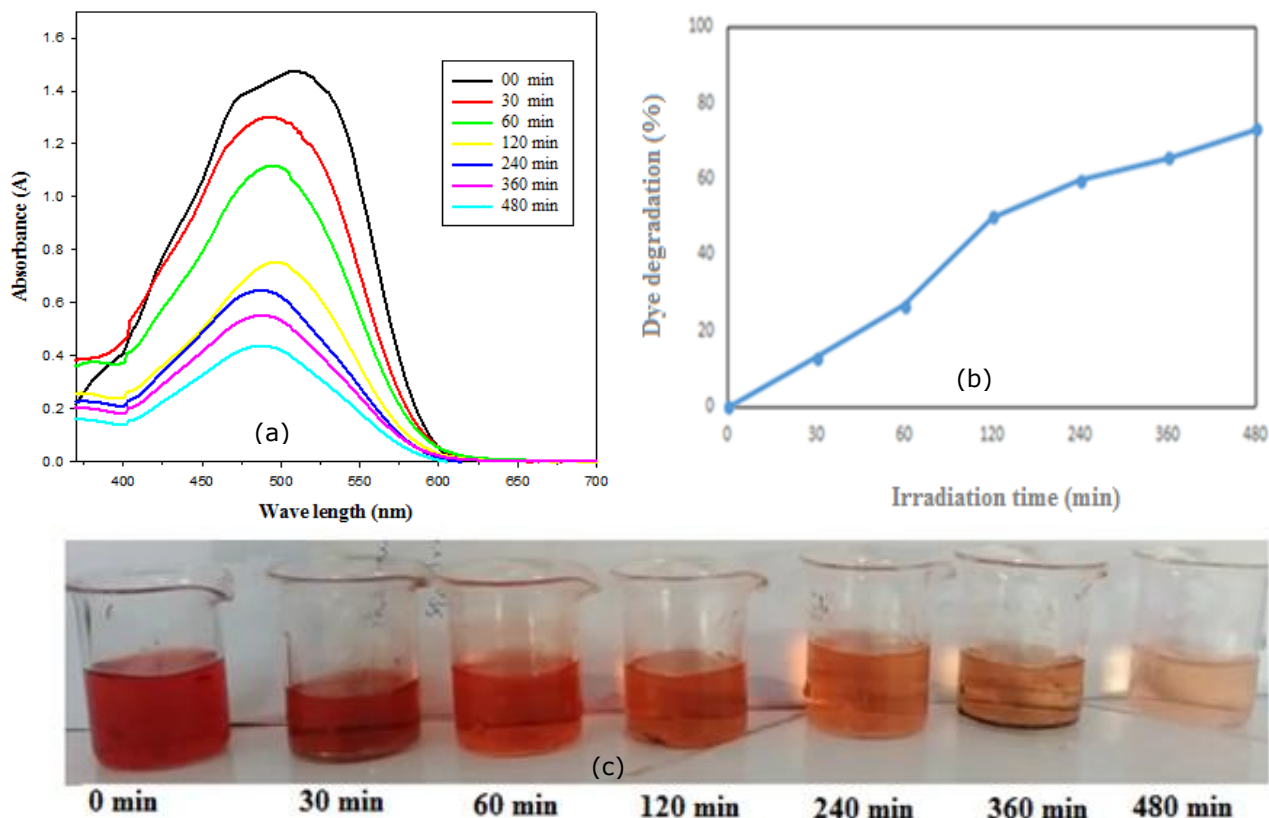 1.6
1.4
1.2
1.0
0.8
0.6
0.4
0.2
0.0
Absorbance (A)
400 450 500 550 600 650 700
Wave length (nm)
00 min
30 min
60 min
120 min
240 min
360 min
480 min
(a)
100
80
60
40
20
0
Dye degradation (%)
0 30 60 120 240 360 480
Irradiation time (min)
(b)
(c)
0 min 30 min 60 min 120 min 240 min 360 min 480 min